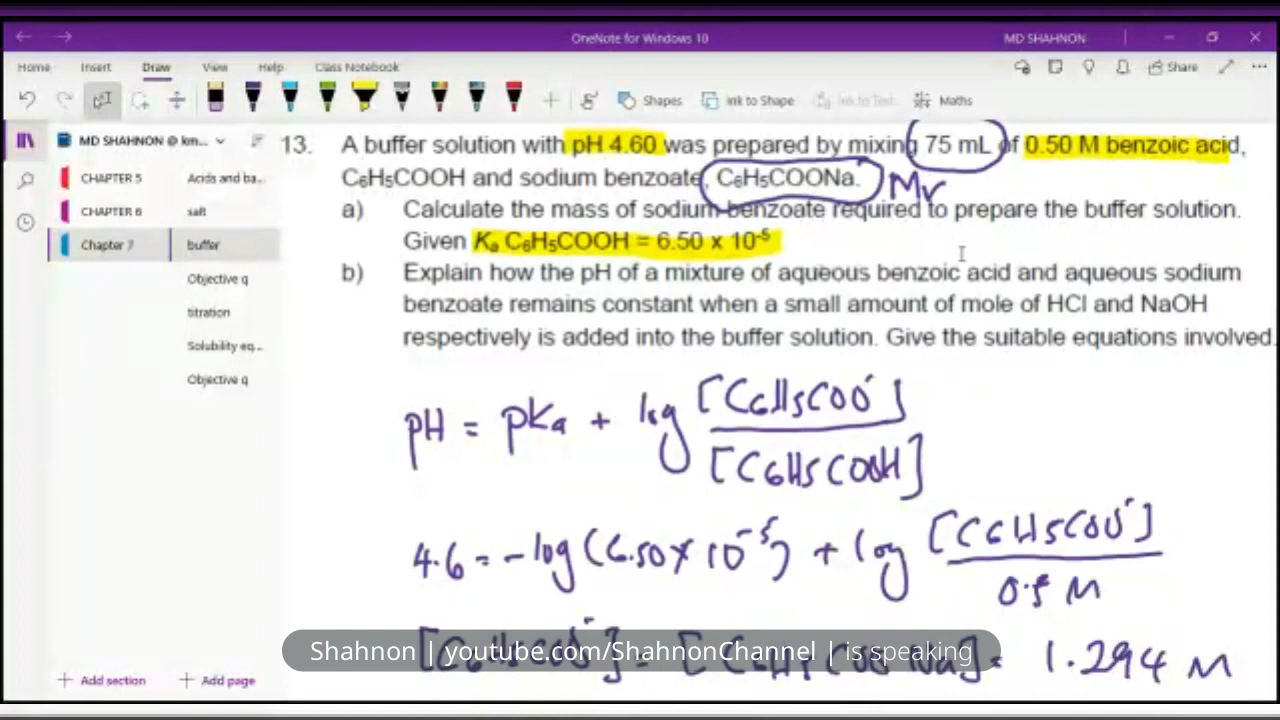 OneNote for Windows 10
MD SHAHNON
Home Insert Draw View Help Class Notebook
Share
Shapes Ink to Shape Ink to Text Maths
MD SHAHNON @ km...
CHAPTER 5
CHAPTER 6
Chapter 7
Acids and ba...
salt
buffer
Objective q
titration
Solubility eq...
Objective q
13. A buffer solution with pH 4.60 was prepared by mixing 75 mL of 0.50 M benzoic acid,
C₆H₅COOH and sodium benzoate, C₆H₅COONa. Mr
a) Calculate the mass of sodium benzoate required to prepare the buffer solution.
Given Kₐ C₆H₅COOH = 6.50 x 10⁻⁵
b) Explain how the pH of a mixture of aqueous benzoic acid and aqueous sodium
benzoate remains constant when a small amount of mole of HCl and NaOH
respectively is added into the buffer solution. Give the suitable equations involved.
pH = pKa + log [C6H5COO⁻] / [C6H5COOH]
4.6 = -log (6.50 x 10⁻⁵) + log [C6H5COO⁻] / 0.5 M
[C6H5COO⁻] = [C6H5COONa] = 1.294 M
Shahnon | youtube.com/ShahnonChannel | is speaking
Add section Add page